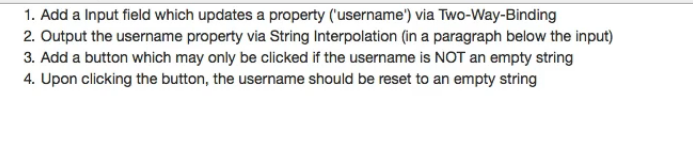 1. Add a Input field which updates a property ('username') via Two-Way-Binding
2. Output the username property via String Interpolation (in a paragraph below the input)
3. Add a button which may only be clicked if the username is NOT an empty string
4. Upon clicking the button, the username should be reset to an empty string